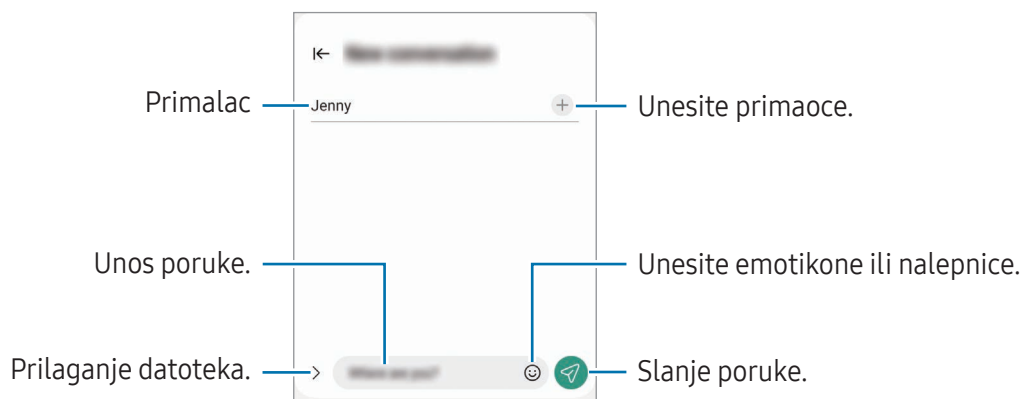 Primalac
Jenny
Unesite primaoce.
Unos poruke.
Unesite emotikone ili nalepnice.
Prilaganje datoteka.
Slanje poruke.